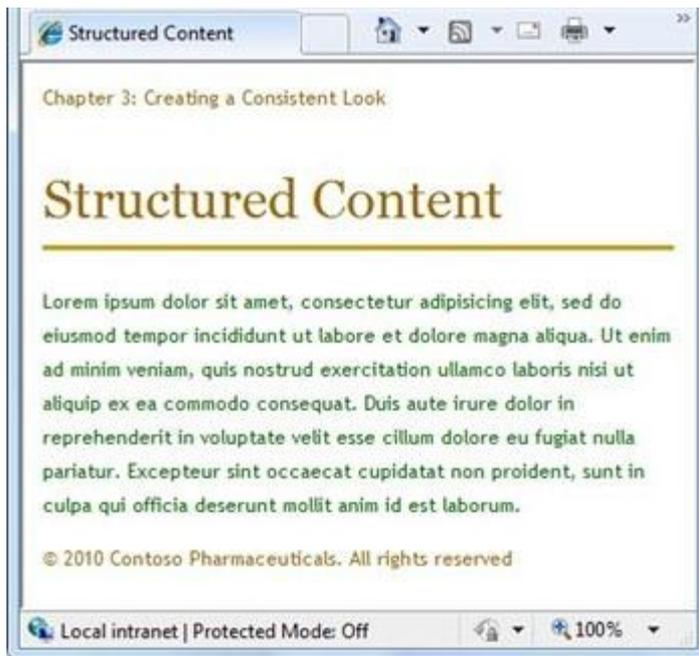 Structured Content
»
Chapter 3: Creating a Consistent Look
Structured Content
Lorem ipsum dolor sit amet, consectetur adipisicing elit, sed do
eiusmod tempor incididunt ut labore et dolore magna aliqua. Ut enim
ad minim veniam, quis nostrud exercitation ullamco laboris nisi ut
aliquip ex ea commodo consequat. Duis aute irure dolor in
reprehenderit in voluptate velit esse cillum dolore eu fugiat nulla
pariatur. Excepteur sint occaecat cupidatat non proident, sunt in
culpa qui officia deserunt mollit anim id est laborum.
© 2010 Contoso Pharmaceuticals. All rights reserved
Local intranet | Protected Mode: Off
100%